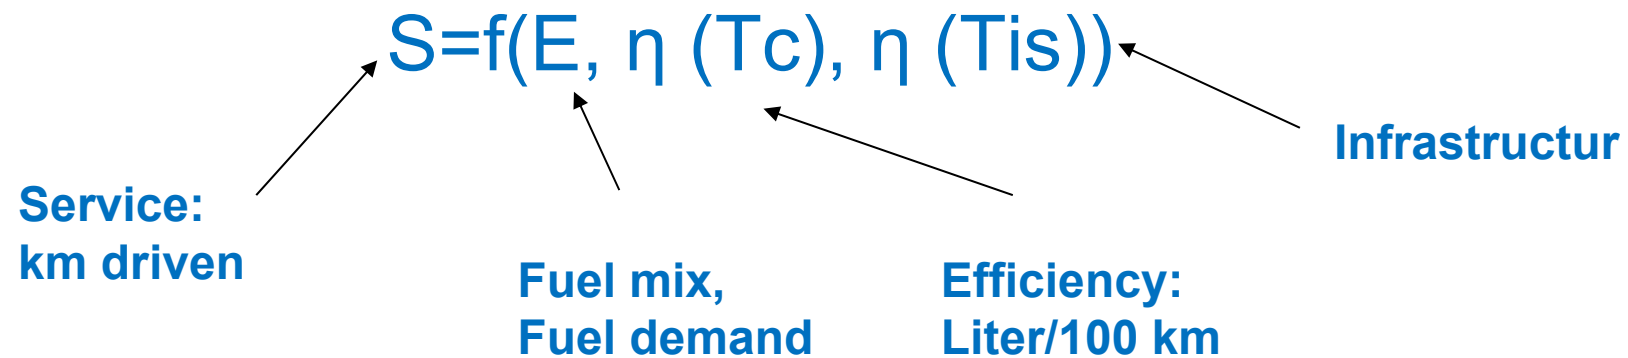 S=f(E, η (Tc), η (Tis))
Infrastructur
Service:
km driven
Fuel mix,
Fuel demand
Efficiency:
Liter/100 km